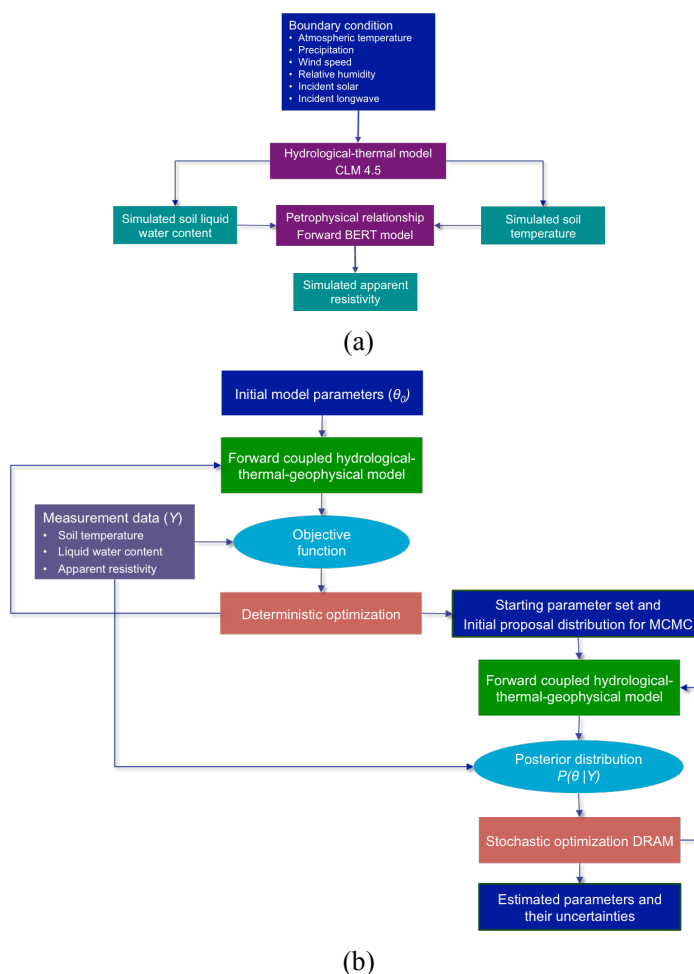 Boundary condition
• Atmospheric temperature
• Precipitation
• Wind speed
• Relative humidity
• Incident solar
• Incident longwave
Hydrological-thermal model
CLM 4.5
Simulated soil liquid
water content
Petrophysical relationship
Forward BERT model
Simulated soil
temperature
Simulated apparent
resistivity
(a)
Initial model parameters (θ₀)
Forward coupled hydrological-
thermal-geophysical model
Measurement data (Y)
• Soil temperature
• Liquid water content
• Apparent resistivity
Objective
function
Deterministic optimization
Starting parameter set and
Initial proposal distribution for MCMC
Forward coupled hydrological-
thermal-geophysical model
Posterior distribution
P(θ |Y)
Stochastic optimization DRAM
Estimated parameters and
their uncertainties
(b)